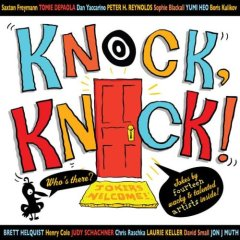 Saxton Freymann TOMIE DEPAOLA Dan Yaccarino PETER H. REYNOLDS Sophie Blackall YUMI HEO Boris Kulikov
KNOCK,
KNOCK!
Who's there?
JOKERS
WELCOME!
Jokes by
fourteen
wacky & talented
artists inside!
BRETT HELQUIST Henry Cole JUDY SCHACHNER Chris Raschka LAURIE KELLER David Small JON J MUTH